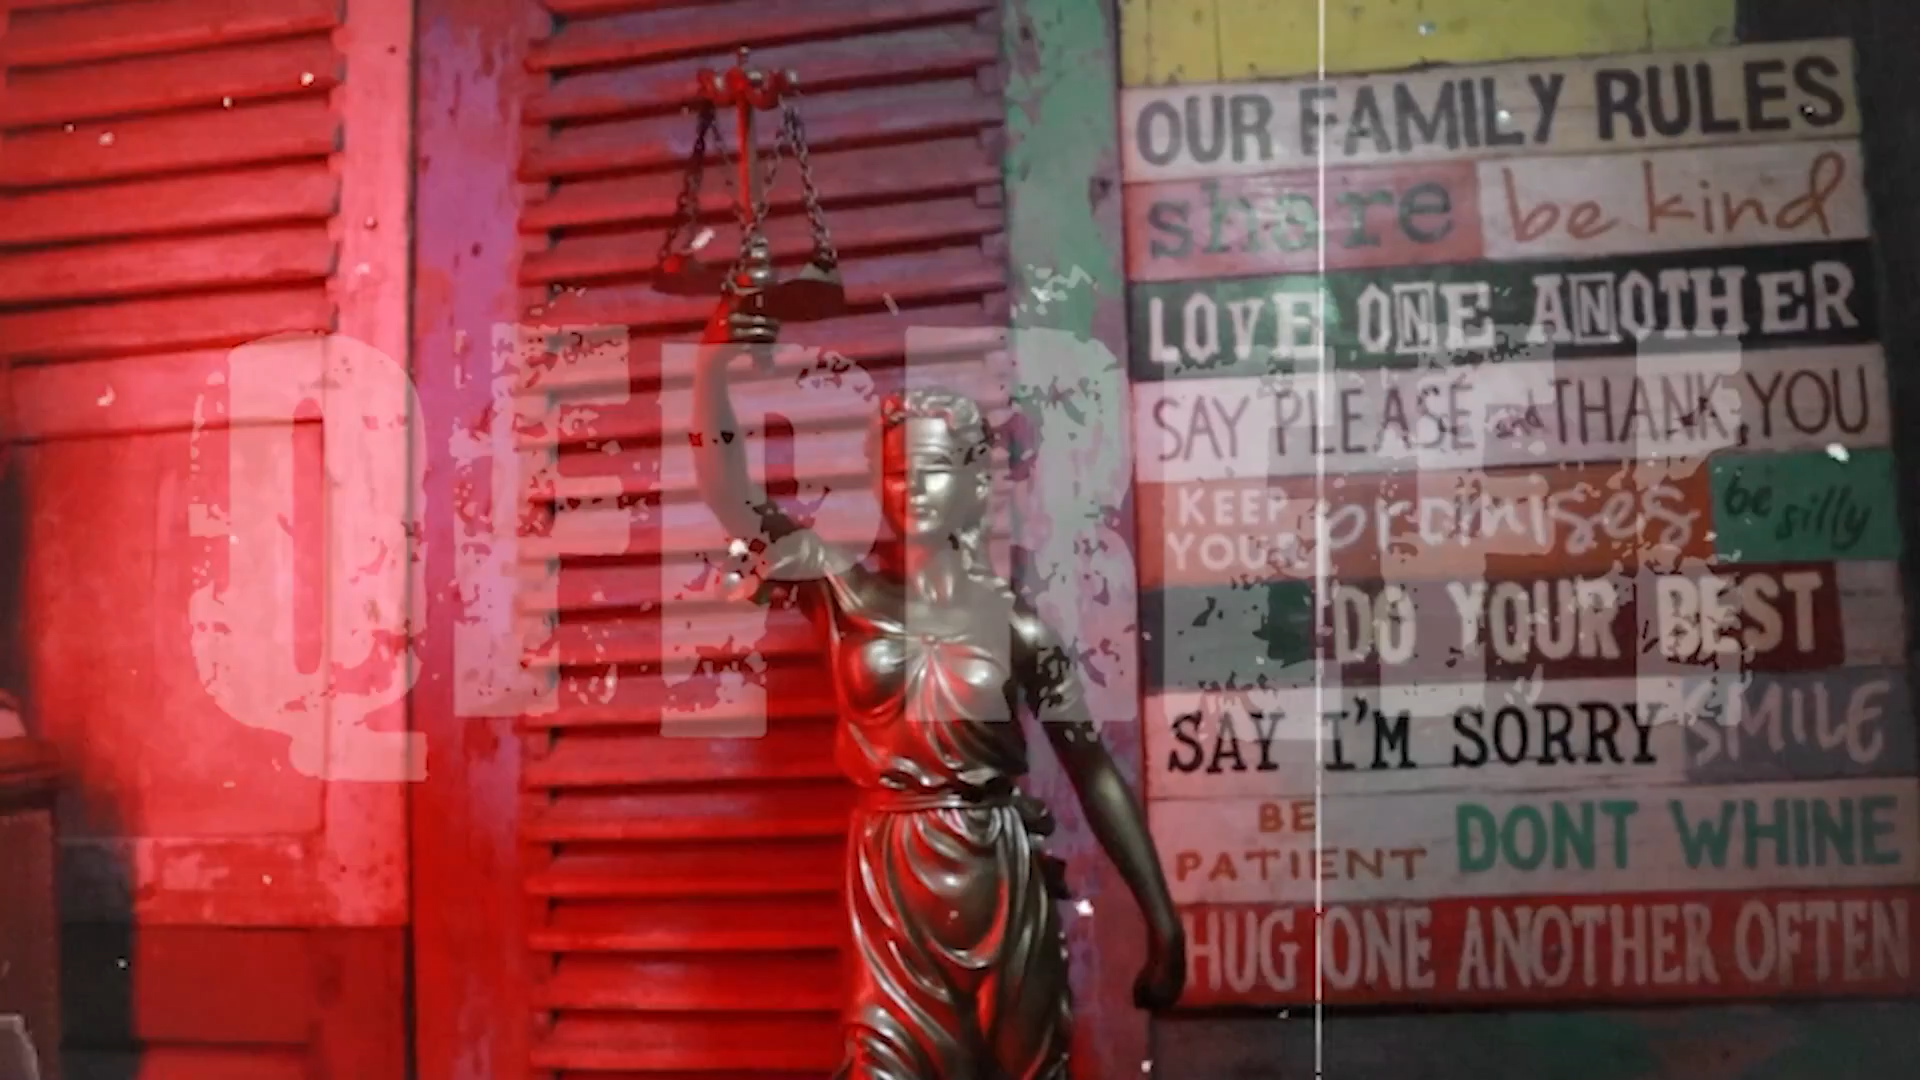 OUR FAMILY RULES
share be kind
LOVE ONE ANOTHER
SAY PLEASE and THANK YOU
KEEP YOUR promises be silly
DO YOUR BEST
SAY I'M SORRY SMILE
BE PATIENT DONT WHINE
HUG ONE ANOTHER OFTEN